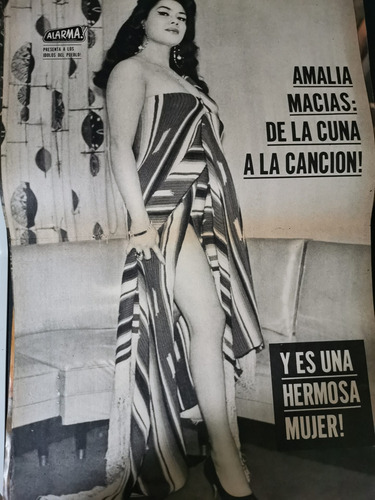 ALARMA!
PRESENTA A LOS
IDOLOS DEL PUEBLO!
AMALIA
MACIAS:
DE LA CUNA
A LA CANCION!
Y ES UNA
HERMOSA
MUJER!